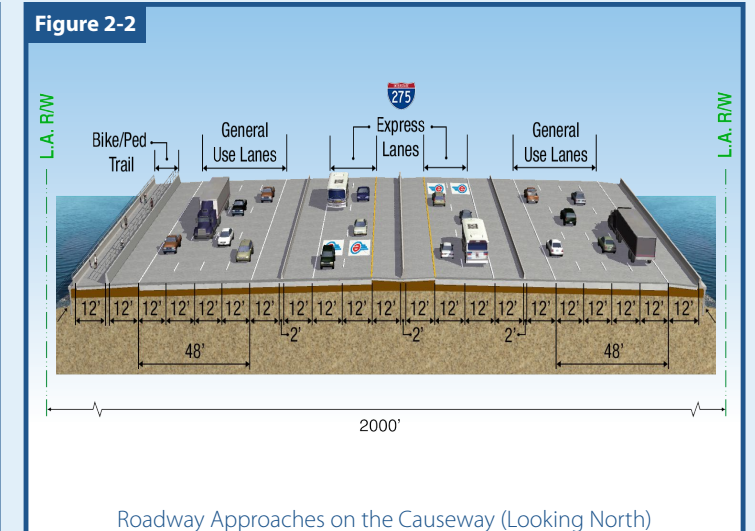 Figure 2-2
INTERSTATE
275
L.A. R/W
Bike/Ped
Trail
General
Use Lanes
Express
Lanes
General
Use Lanes
L.A. R/W
e e
e
12' 12' 12' 12' 12' 12' 12' 12' 12' 12' 12' 12' 12' 12' 12' 12' 12' 12' 12' 12' 12'
2' 2' 2'
48' 48'
2000'
Roadway Approaches on the Causeway (Looking North)